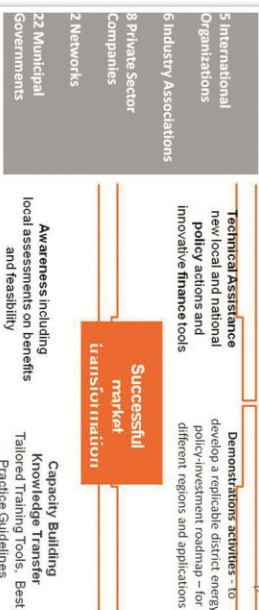 5 International
Organizations
6 Industry Associations
8 Private Sector
Companies
2 Networks
22 Municipal
Governments
Technical Assistance
new local and national
policy actions and
innovative finance tools
Demonstrations activities - to
develop a replicable district energy
policy-investment roadmap – for
different regions and applications
Successful
market
transformation
Awareness including
local assessments on benefits
and feasibility
Capacity Building
Knowledge Transfer
Tailored Training Tools, Best
Practice Guidelines